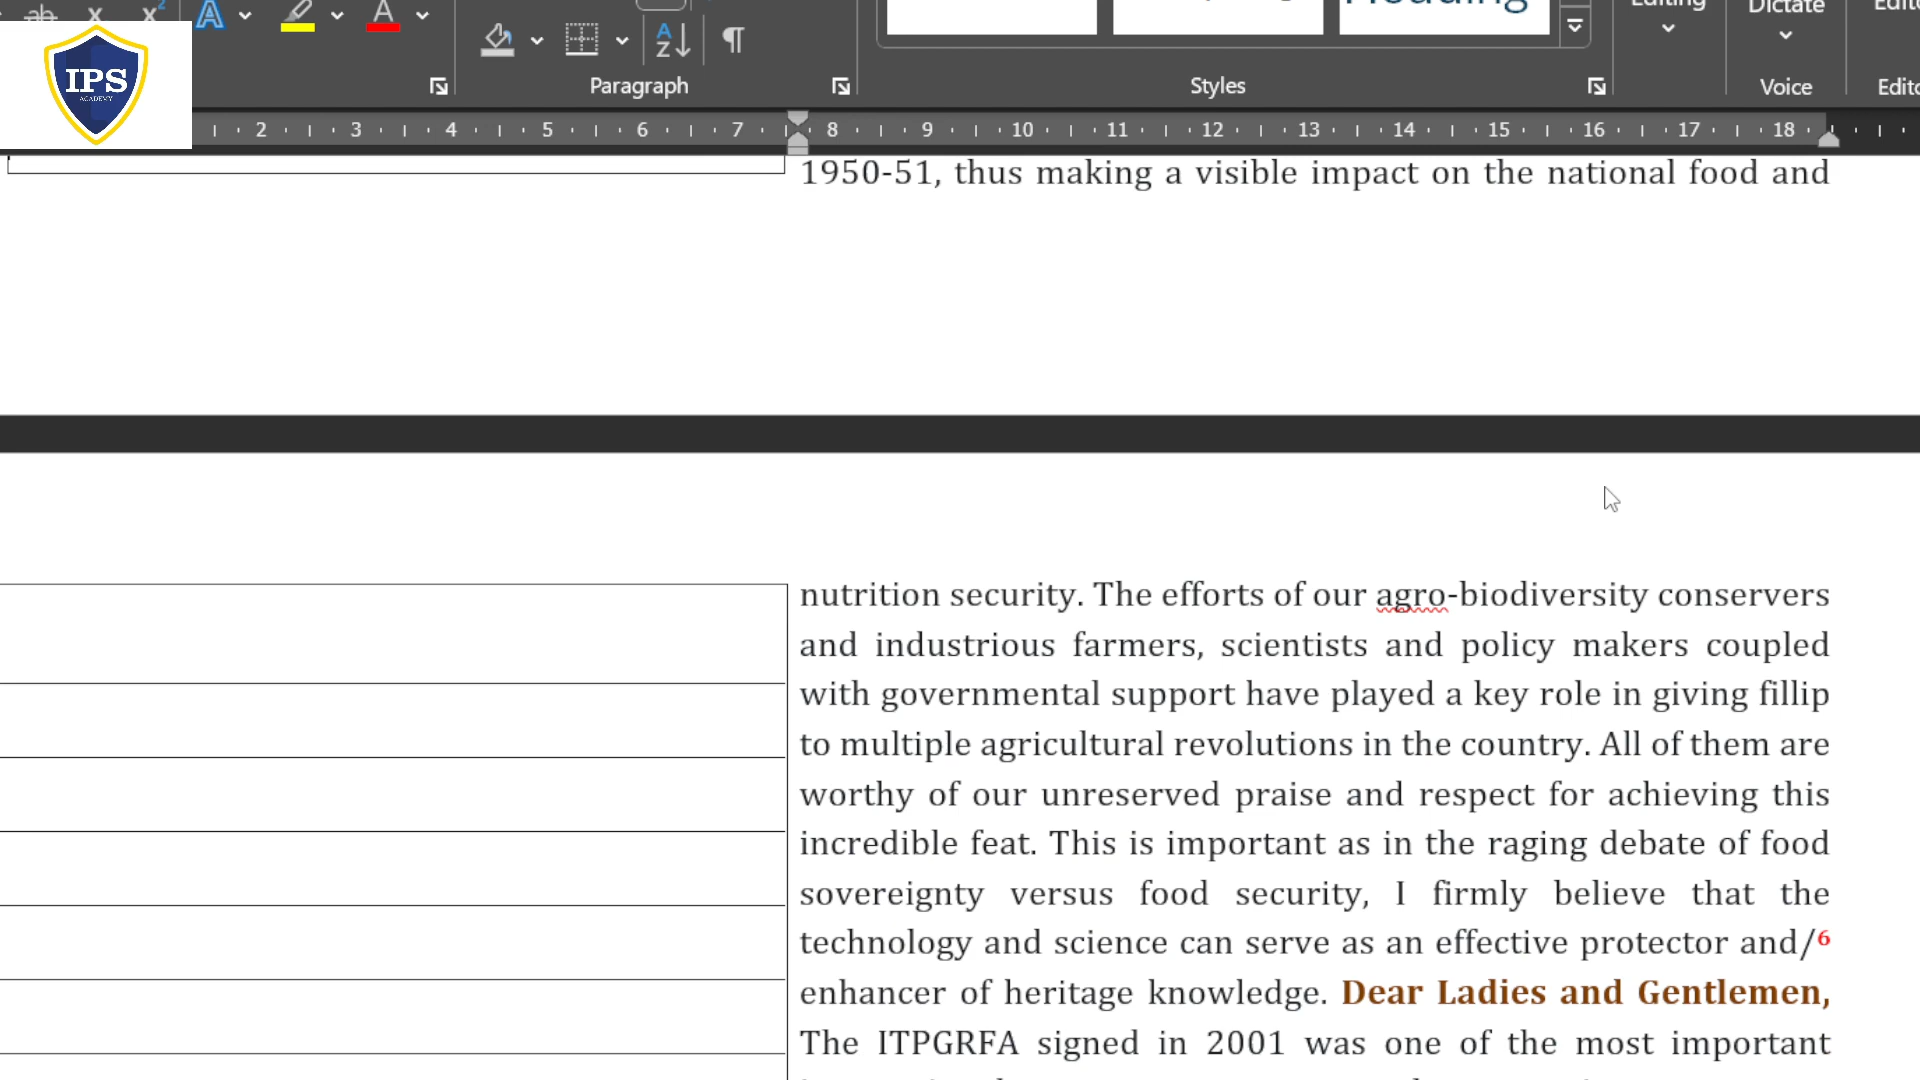 Editing
Dictate
IPS
ACADEMY
Paragraph
Styles
Voice
2 3 4 5 6 7 8 9 10 11 12 13 14 15 16 17 18
1950-51, thus making a visible impact on the national food and
nutrition security. The efforts of our agro-biodiversity conservers
and industrious farmers, scientists and policy makers coupled
with governmental support have played a key role in giving fillip
to multiple agricultural revolutions in the country. All of them are
worthy of our unreserved praise and respect for achieving this
incredible feat. This is important as in the raging debate of food
sovereignty versus food security, I firmly believe that the
technology and science can serve as an effective protector and/6
enhancer of heritage knowledge. Dear Ladies and Gentlemen,
The ITPGRFA signed in 2001 was one of the most important